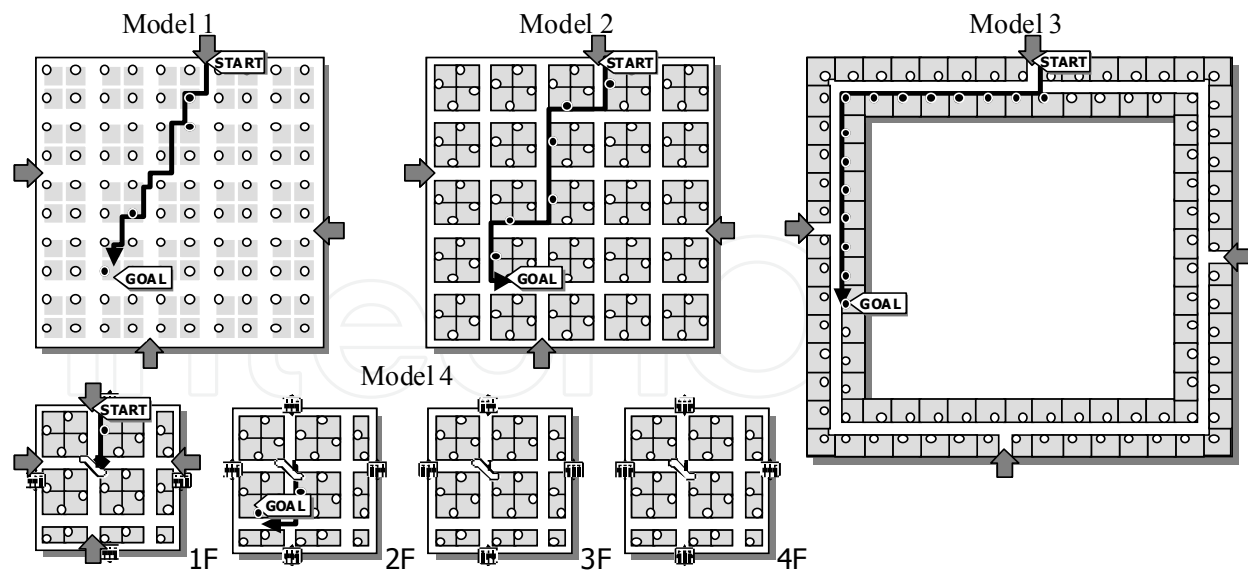 Model 1
Model 2
Model 3
START
START
START
GOAL
GOAL
GOAL
Model 4
START
GOAL
1F
2F
3F
4F